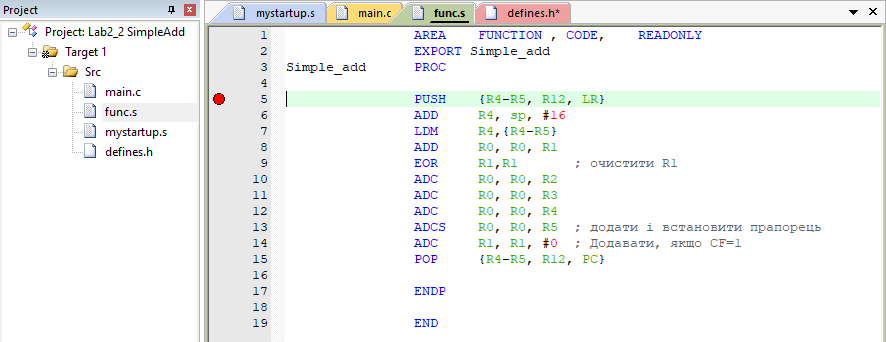 Project
Project: Lab2_2 SimpleAdd
Target 1
Src
main.c
func.s
mystartup.s
defines.h
mystartup.s main.c func.s defines.h*
1 AREA FUNCTION , CODE, READONLY
2 EXPORT Simple_add
3 Simple_add PROC
4
5 PUSH {R4-R5, R12, LR}
6 ADD R4, sp, #16
7 LDM R4,{R4-R5}
8 ADD R0, R0, R1
9 EOR R1,R1 ; очистити R1
10 ADC R0, R0, R2
11 ADC R0, R0, R3
12 ADC R0, R0, R4
13 ADCS R0, R0, R5 ; додати і встановити прапорець
14 ADC R1, R1, #0 ; Додавати, якщо CF=1
15 POP {R4-R5, R12, PC}
16
17 ENDP
18
19 END